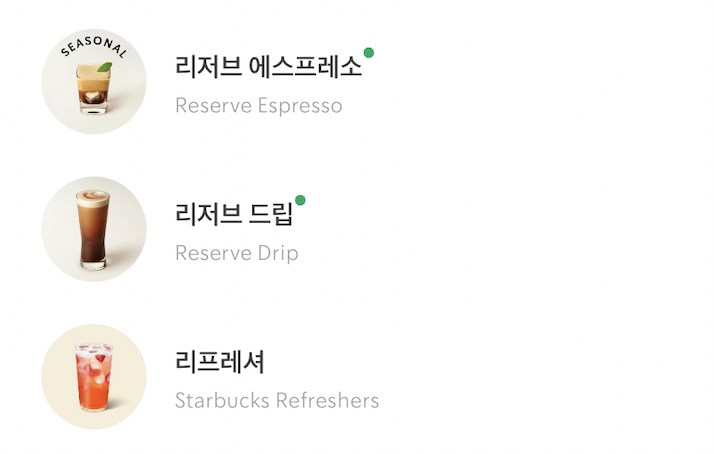 SEASONAL
리저브 에스프레소
Reserve Espresso
리저브 드립
Reserve Drip
리프레셔
Starbucks Refreshers